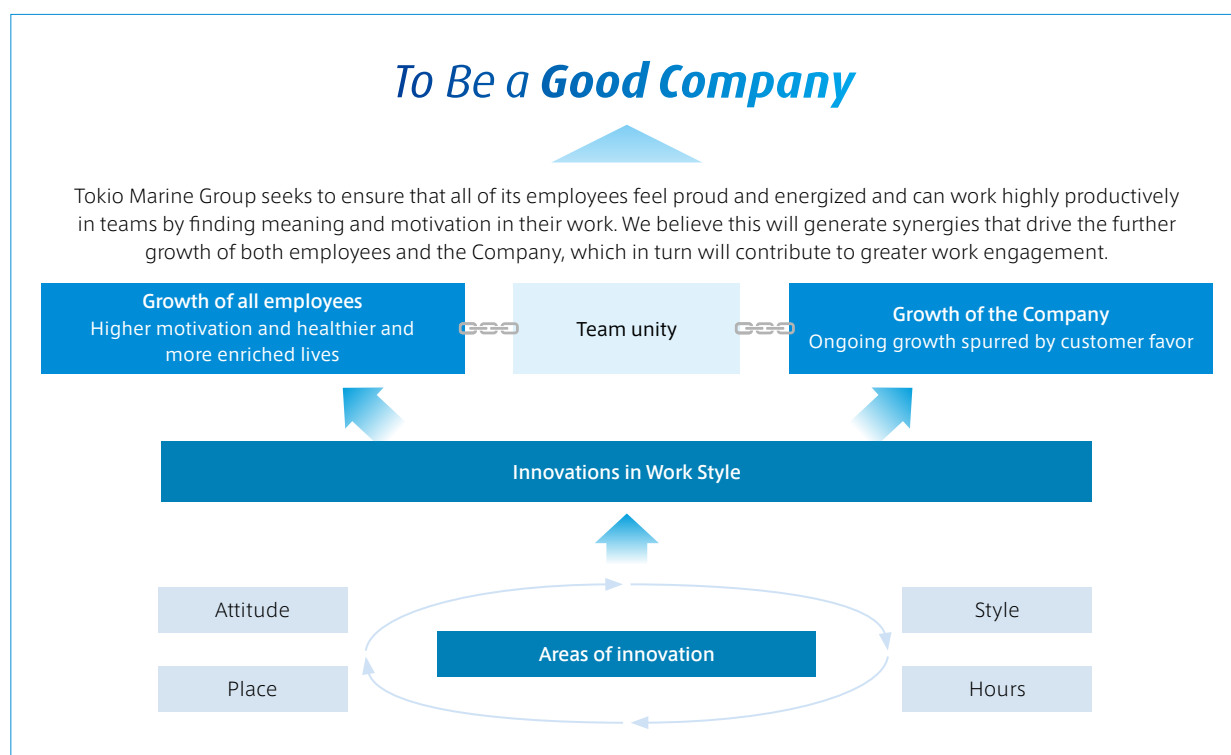 To Be a Good Company
Tokio Marine Group seeks to ensure that all of its employees feel proud and energized and can work highly productively
in teams by finding meaning and motivation in their work. We believe this will generate synergies that drive the further
growth of both employees and the Company, which in turn will contribute to greater work engagement.
Growth of all employees
Higher motivation and healthier and
more enriched lives
Team unity
Growth of the Company
Ongoing growth spurred by customer favor
Innovations in Work Style
Attitude
Style
Areas of innovation
Place
Hours